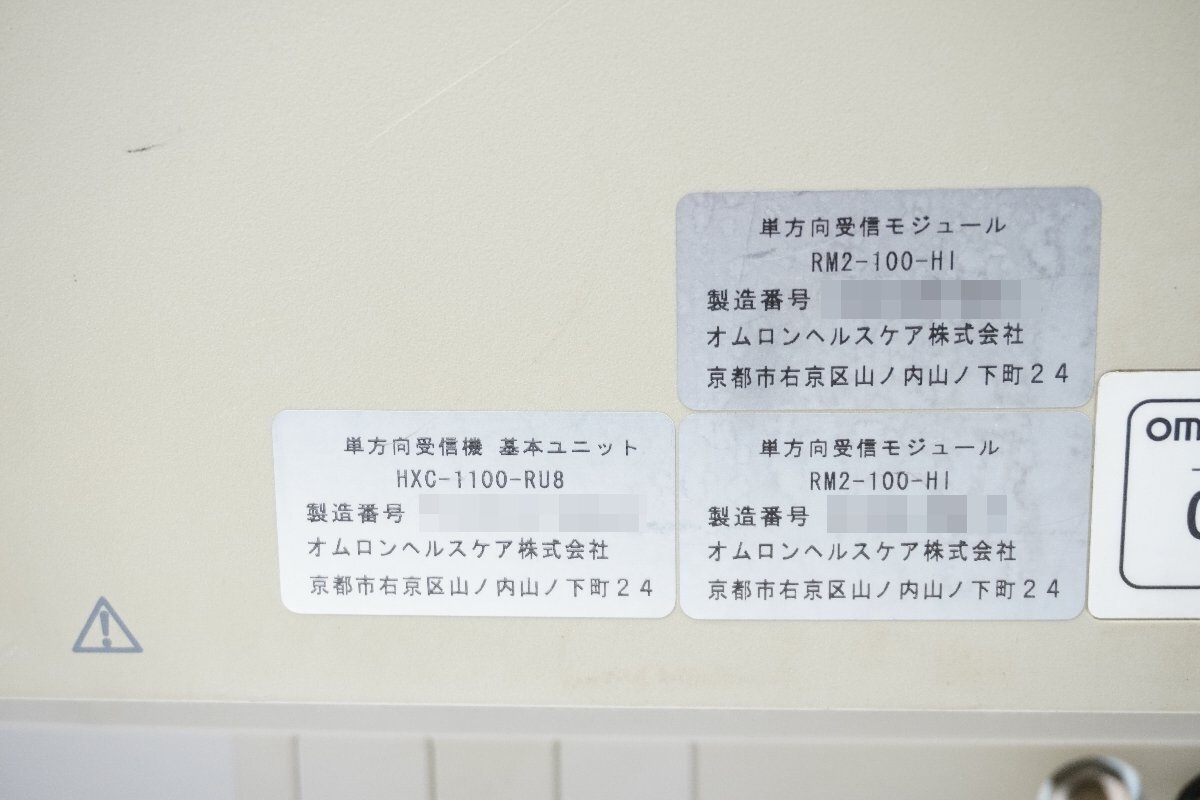 単方向受信モジュール
RM2-100-HI
製造番号
オムロンヘルスケア株式会社
京都市右京区山ノ内山ノ下町24
単方向受信機 基本ユニット
HXC-1100-RU8
製造番号
オムロンヘルスケア株式会社
京都市右京区山ノ内山ノ下町24
単方向受信モジュール
RM2-100-HI
製造番号
オムロンヘルスケア株式会社
京都市右京区山ノ内山ノ下町24